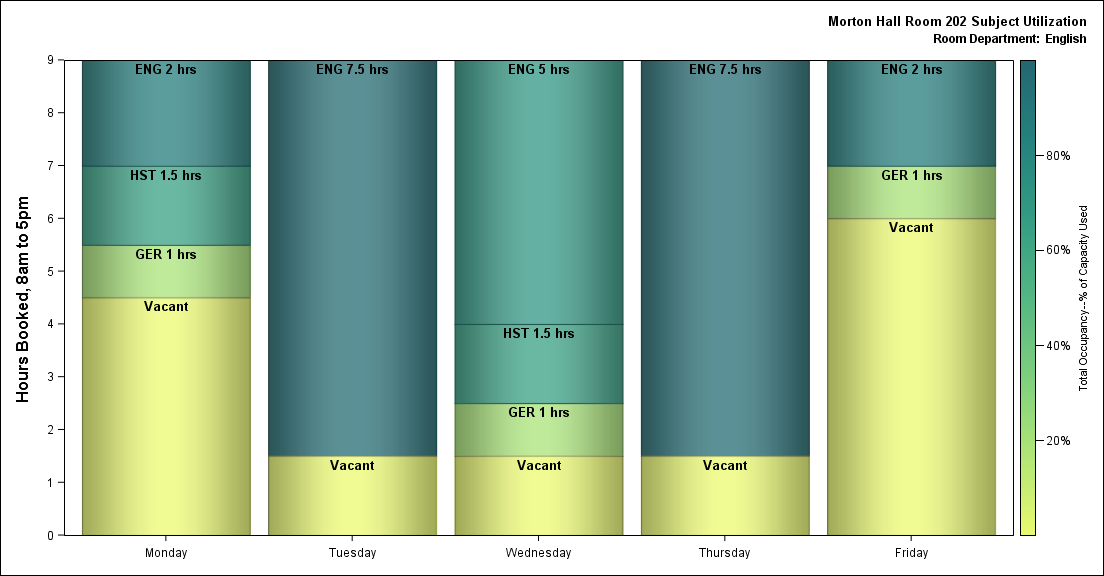 Morton Hall Room 202 Subject Utilization
Room Department: English
Hours Booked, 8am to 5pm
9
8
7
6
5
4
3
2
1
0
ENG 2 hrs
HST 1.5 hrs
GER 1 hrs
Vacant
ENG 7.5 hrs
Vacant
ENG 5 hrs
HST 1.5 hrs
GER 1 hrs
Vacant
ENG 7.5 hrs
Vacant
ENG 2 hrs
GER 1 hrs
Vacant
Monday
Tuesday
Wednesday
Thursday
Friday
80%
60%
40%
20%
Total Occupancy--% of Capacity Used